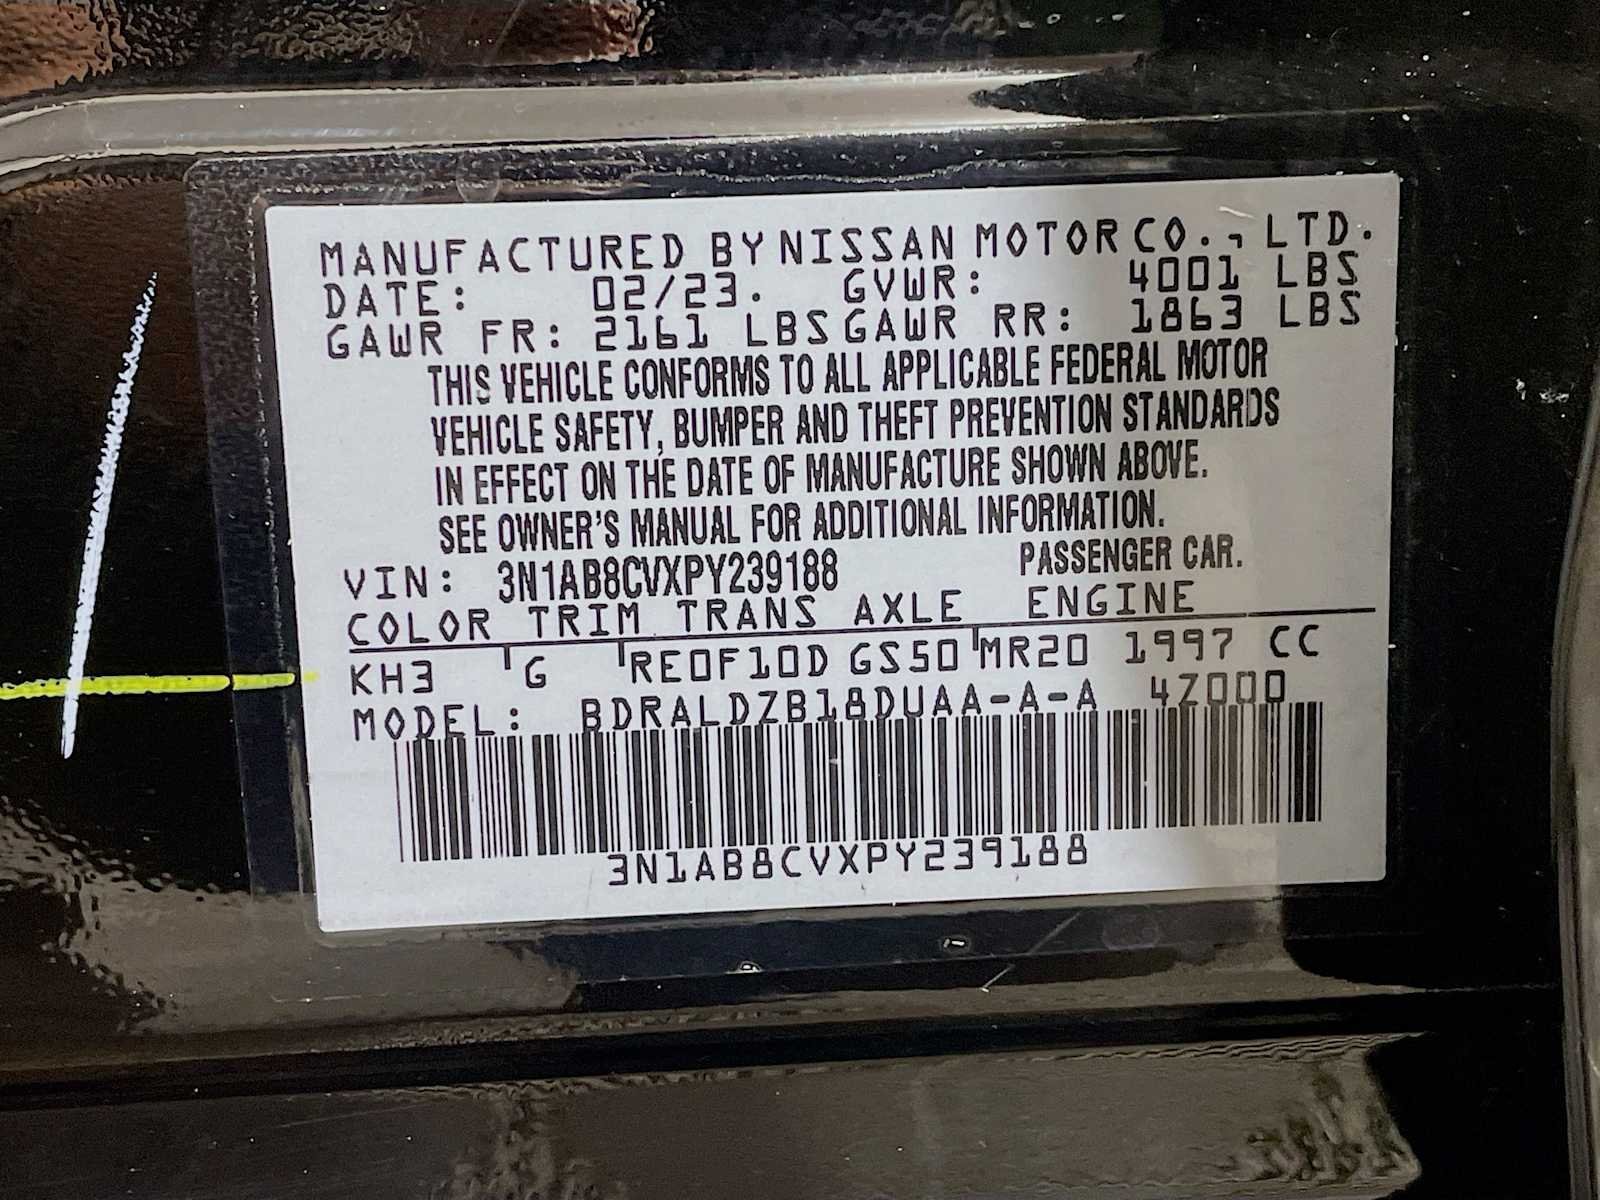 MANUFACTURED BY NISSAN MOTOR CO., LTD.
DATE: 02/23. GVWR: 4001 LBS
GAWR FR: 2161 LBS GAWR RR: 1863 LBS
THIS VEHICLE CONFORMS TO ALL APPLICABLE FEDERAL MOTOR
VEHICLE SAFETY, BUMPER AND THEFT PREVENTION STANDARDS
IN EFFECT ON THE DATE OF MANUFACTURE SHOWN ABOVE.
SEE OWNER'S MANUAL FOR ADDITIONAL INFORMATION.
VIN: 3N1AB8CVXPY239188 PASSENGER CAR.
COLOR TRIM TRANS AXLE ENGINE
KH3 G RE0F10D GS50 MR20 1997 CC
MODEL: BDRALDZB18DUAA-A-A 4Z000
3N1AB8CVXPY239188